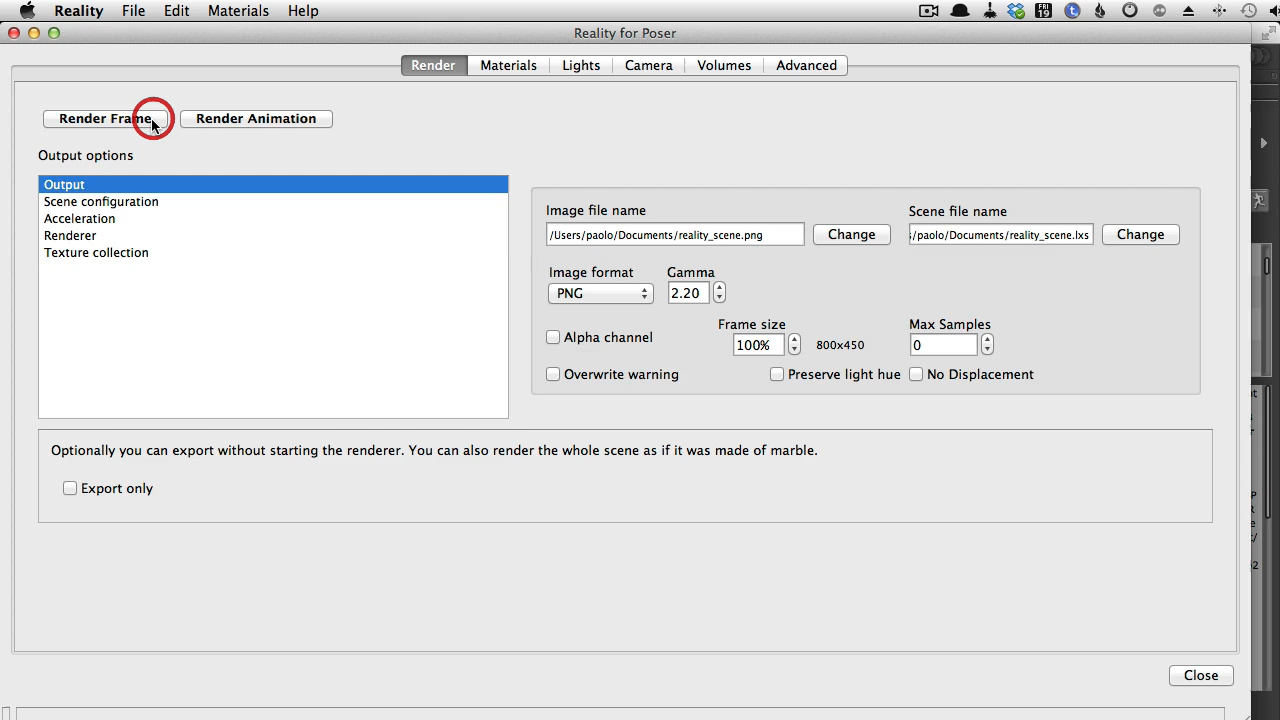 Reality File Edit Materials Help FRI 19
Reality for Poser
Render Materials Lights Camera Volumes Advanced
Render Frame Render Animation
Output options
Output
Scene configuration
Acceleration
Renderer
Texture collection
Image file name Scene file name
/Users/paolo/Documents/reality_scene.png Change /paolo/Documents/reality_scene.lxs Change
Image format Gamma
PNG 2.20
Frame size Max Samples
Alpha channel 100% 800x450 0
Overwrite warning Preserve light hue No Displacement
Optionally you can export without starting the renderer. You can also render the whole scene as if it was made of marble.
Export only
Close